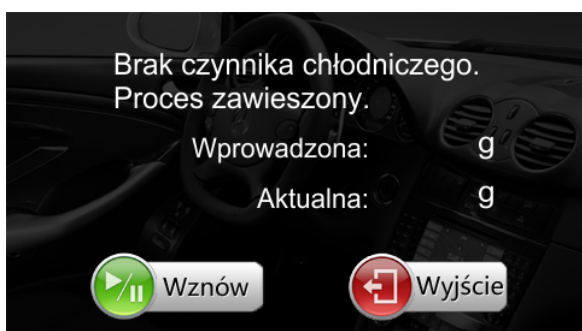 Brak czynnika chłodniczego.
Proces zawieszony.
Wprowadzona: g
Aktualna: g
Wznów
Wyjście